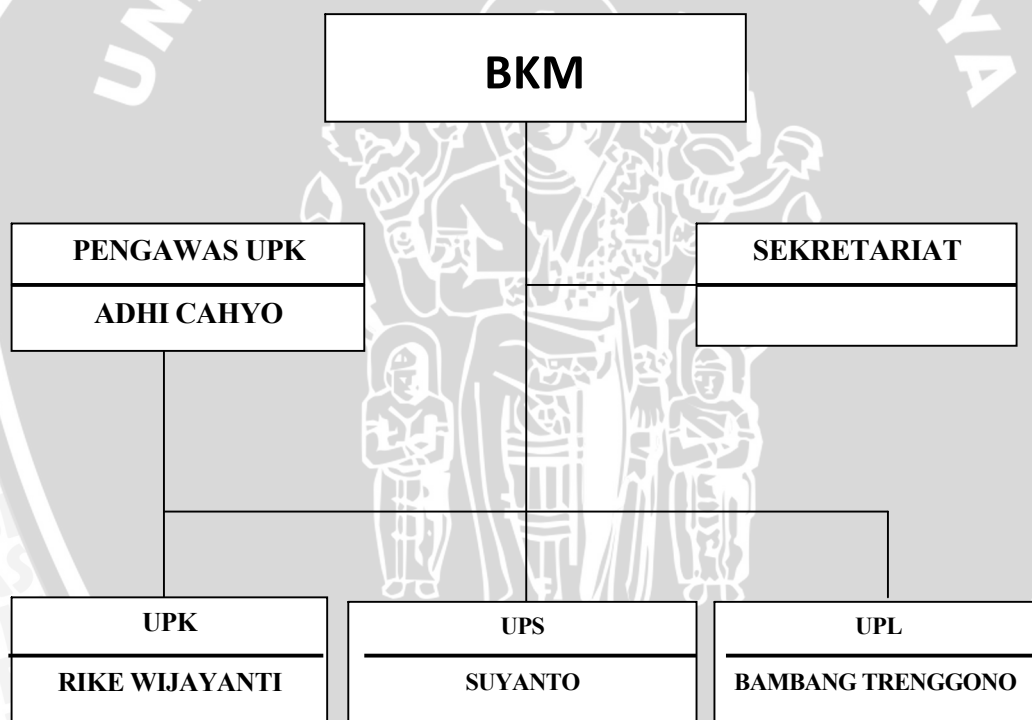 BKM
PENGAWAS UPK
ADHI CAHYO
SEKRETARIAT
UPK
RIKE WIJAYANTI
UPS
SUYANTO
UPL
BAMBANG TRENGGONO